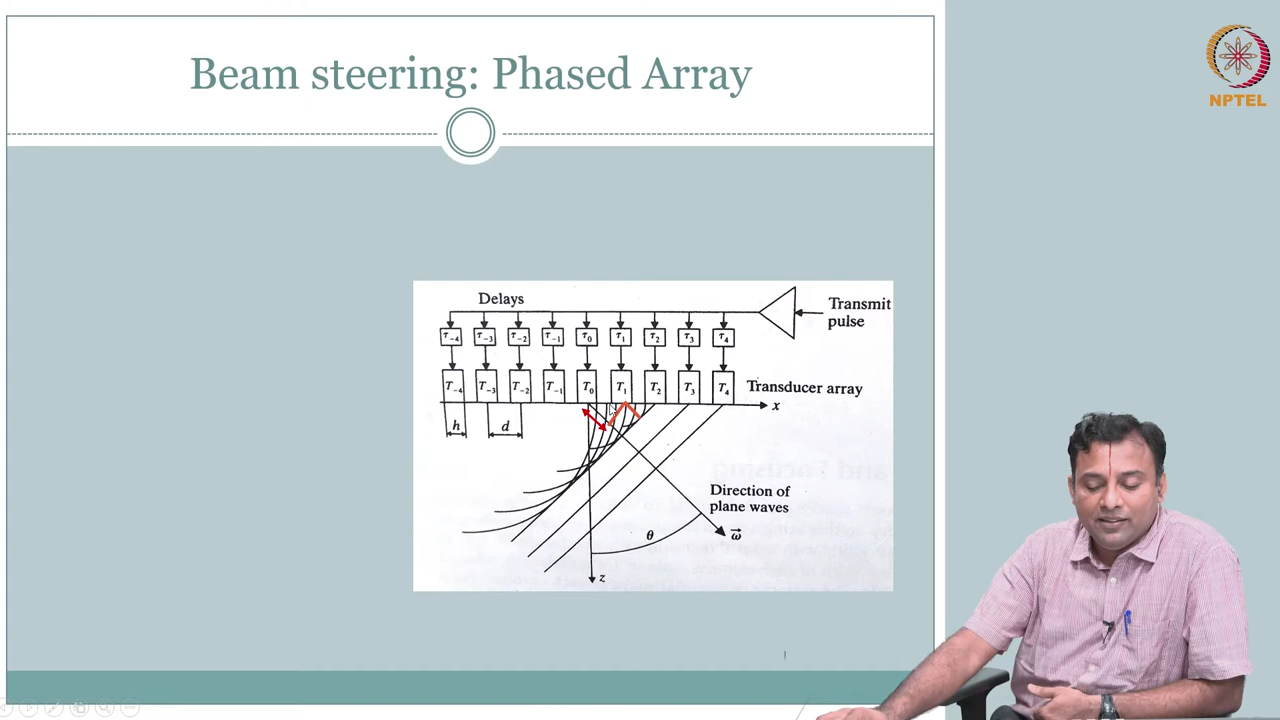 Beam steering: Phased Array
NPTEL
Delays
Transmit
pulse
τ₋₄ τ₋₃ τ₋₂ τ₋₁ τ₀ τ₁ τ₂ τ₃ τ₄
T₋₄ T₋₃ T₋₂ T₋₁ T₀ T₁ T₂ T₃ T₄
Transducer array
x
h
d
Direction of
plane waves
θ
ω⃗
z